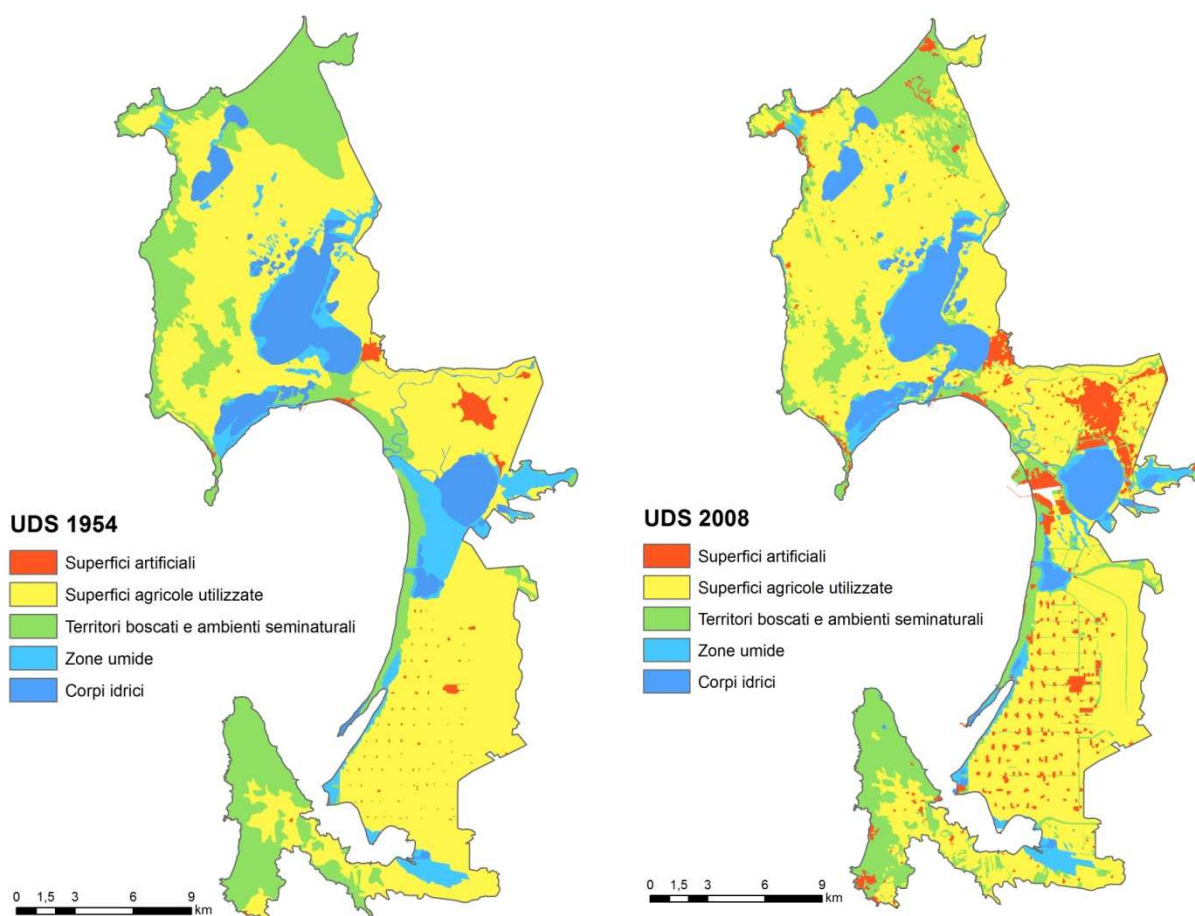 UDS 1954
Superfici artificiali
Superfici agricole utilizzate
Territori boscati e ambienti seminaturali
Zone umide
Corpi idrici
0 1,5 3 6 9
km
UDS 2008
Superfici artificiali
Superfici agricole utilizzate
Territori boscati e ambienti seminaturali
Zone umide
Corpi idrici
0 1,5 3 6 9
km